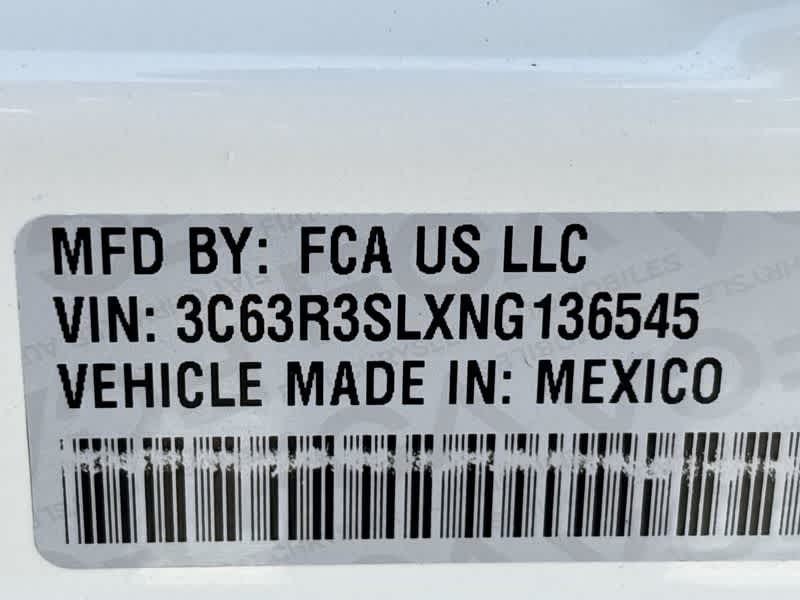 MFD BY: FCA US LLC
VIN: 3C63R3SLXNG136545
VEHICLE MADE IN: MEXICO